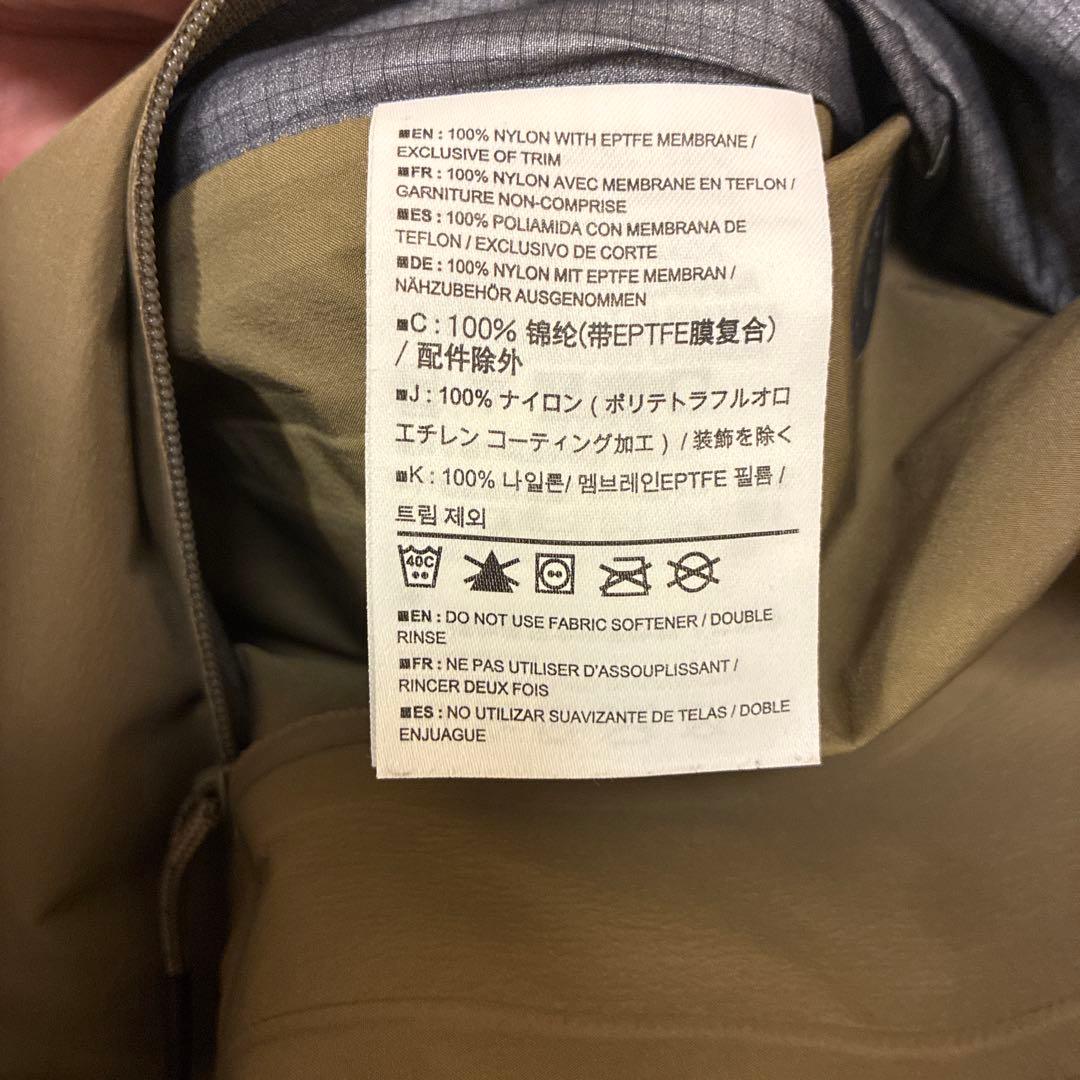 EN : 100% NYLON WITH EPTFE MEMBRANE /
EXCLUSIVE OF TRIM
FR : 100% NYLON AVEC MEMBRANE EN TEFLON /
GARNITURE NON-COMPRISE
ES : 100% POLIAMIDA CON MEMBRANA DE
TEFLON / EXCLUSIVO DE CORTE
DE : 100% NYLON MIT EPTFE MEMBRAN /
NÄHZUBEHÖR AUSGENOMMEN
C : 100% 锦纶(带EPTFE膜复合)
/ 配件除外
J : 100% ナイロン ( ポリテトラフルオロ
エチレン コーティング加工 ) / 装飾を除く
K : 100% 나일론/ 멤브레인EPTFE 필름 /
트림 제외
40C
EN : DO NOT USE FABRIC SOFTENER / DOUBLE
RINSE
FR : NE PAS UTILISER D'ASSOUPLISSANT /
RINCER DEUX FOIS
ES : NO UTILIZAR SUAVIZANTE DE TELAS / DOBLE
ENJUAGUE